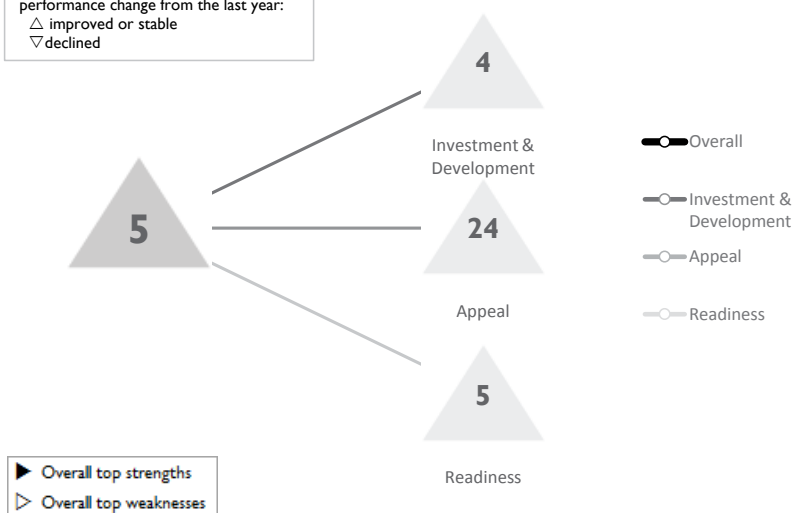 performance change from the last year:
△ improved or stable
▽ declined
4
Investment &
Development
5
24
Appeal
5
Readiness
Overall
Investment &
Development
Appeal
Readiness
▶ Overall top strengths
▷ Overall top weaknesses